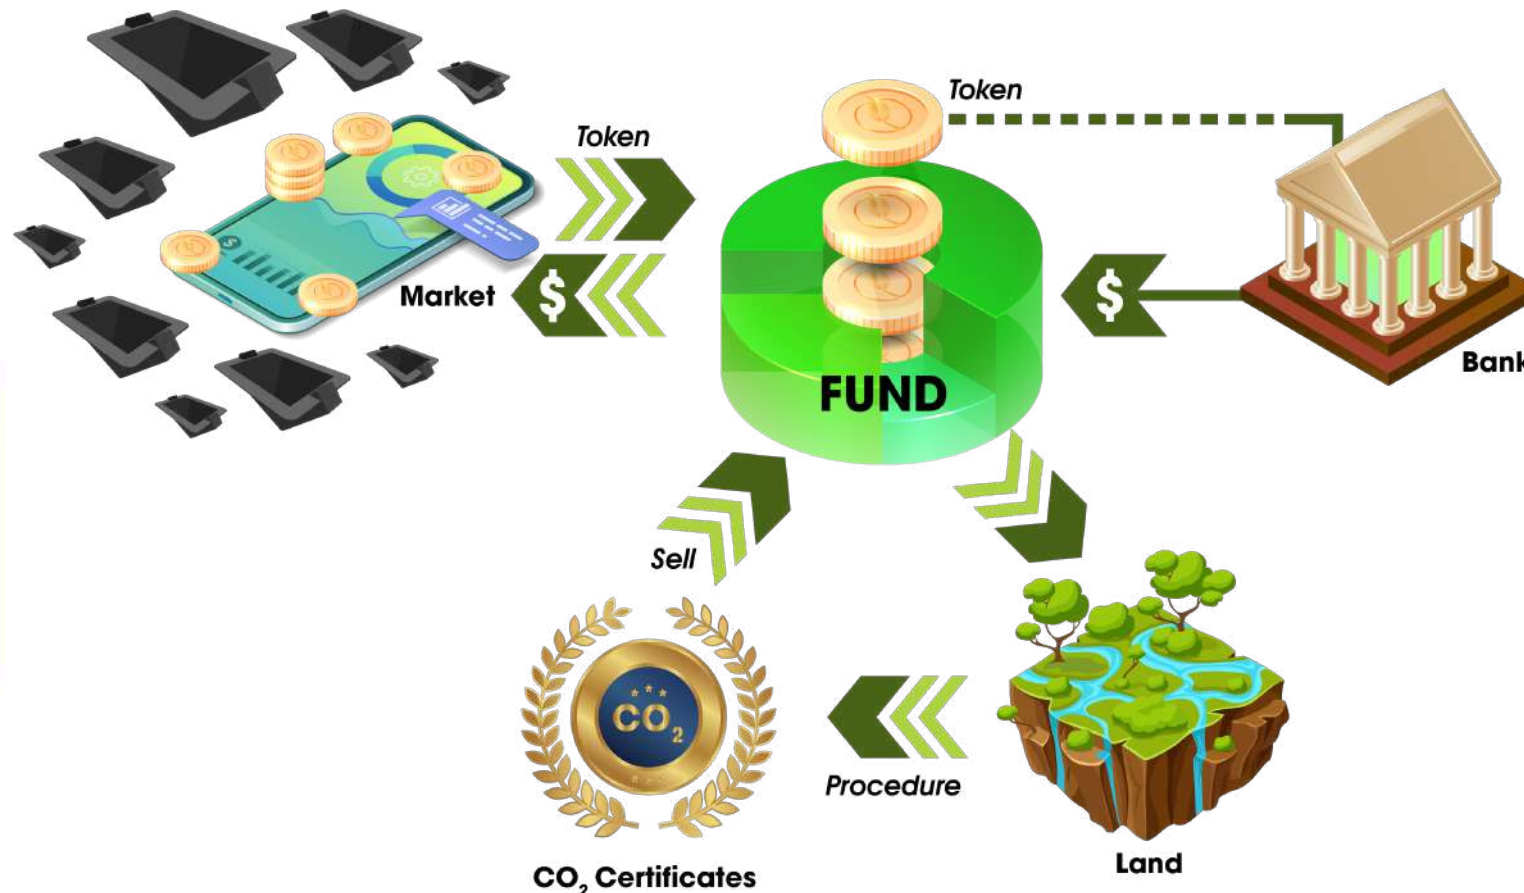 Token
Token
Market
$
$
FUND
Bank
Sell
CO₂
Procedure
Land
CO₂ Certificates